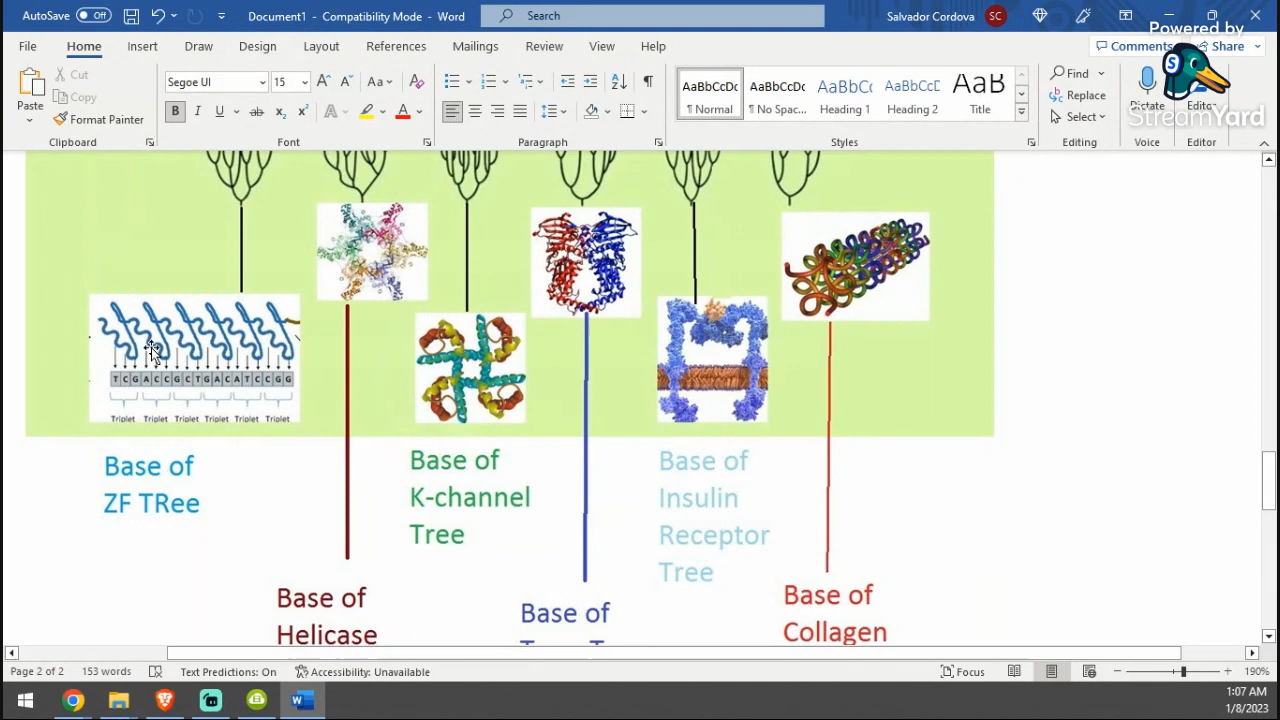 AutoSave Off Document1 - Compatibility Mode - Word Search Salvador Cordova SC
Powered by
StreamYard
File Home Insert Draw Design Layout References Mailings Review View Help Comments Share
Paste Cut Copy Format Painter
Segoe UI 15
AaBbCcDc AaBbCcDc AaBbCc AaBbCcD AaB
¶ Normal ¶ No Spac... Heading 1 Heading 2 Title
Find Replace Select
Dictate Editor
Clipboard Font Paragraph Styles Editing Voice Editor
T C G A C C G C T G A C A T C C G G
Triplet Triplet Triplet Triplet Triplet Triplet
Base of
ZF TRee
Base of
Helicase
Base of
K-channel
Tree
Base of
Base of
Insulin
Receptor
Tree
Base of
Collagen
Page 2 of 2 153 words Text Predictions: On Accessibility: Unavailable Focus 190%
1:07 AM
1/8/2023